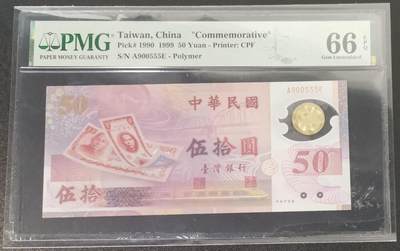 PMG
PAPER MONEY GUARANTY
Taiwan, China "Commemorative"
Pick# 1990 1999 50 Yuan - Printer: CPF
S/N A900555E - Polymer
66 EPQ
Gem Uncirculated
50
中華民國
A900555E
伍拾圓
臺灣銀行
伍拾
50